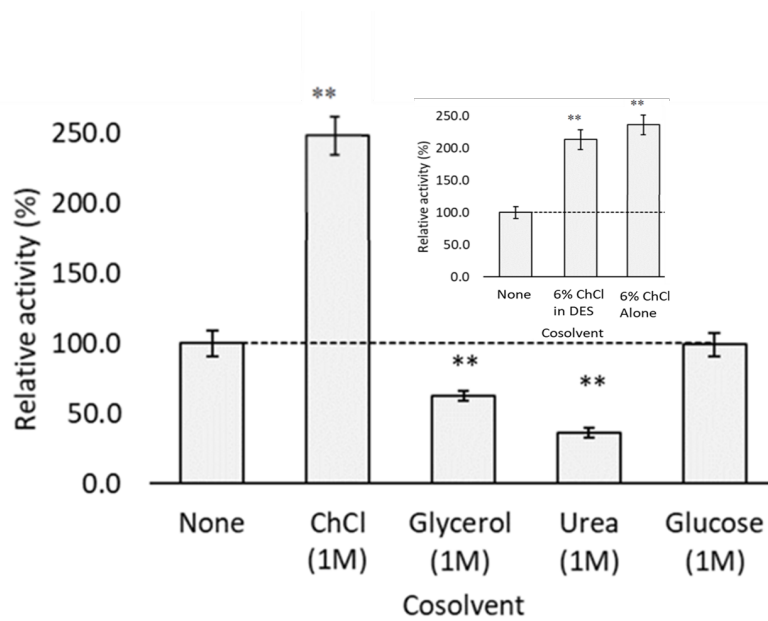 **
250.0
200.0
150.0
100.0
50.0
0.0
Relative activity (%)
**
**
None
ChCl
(1M)
Glycerol
(1M)
Urea
(1M)
Glucose
(1M)
Cosolvent
**
**
250.0
200.0
150.0
100.0
50.0
0.0
Relative activity (%)
None
6% ChCl
in DES
6% ChCl
Alone
Cosolvent